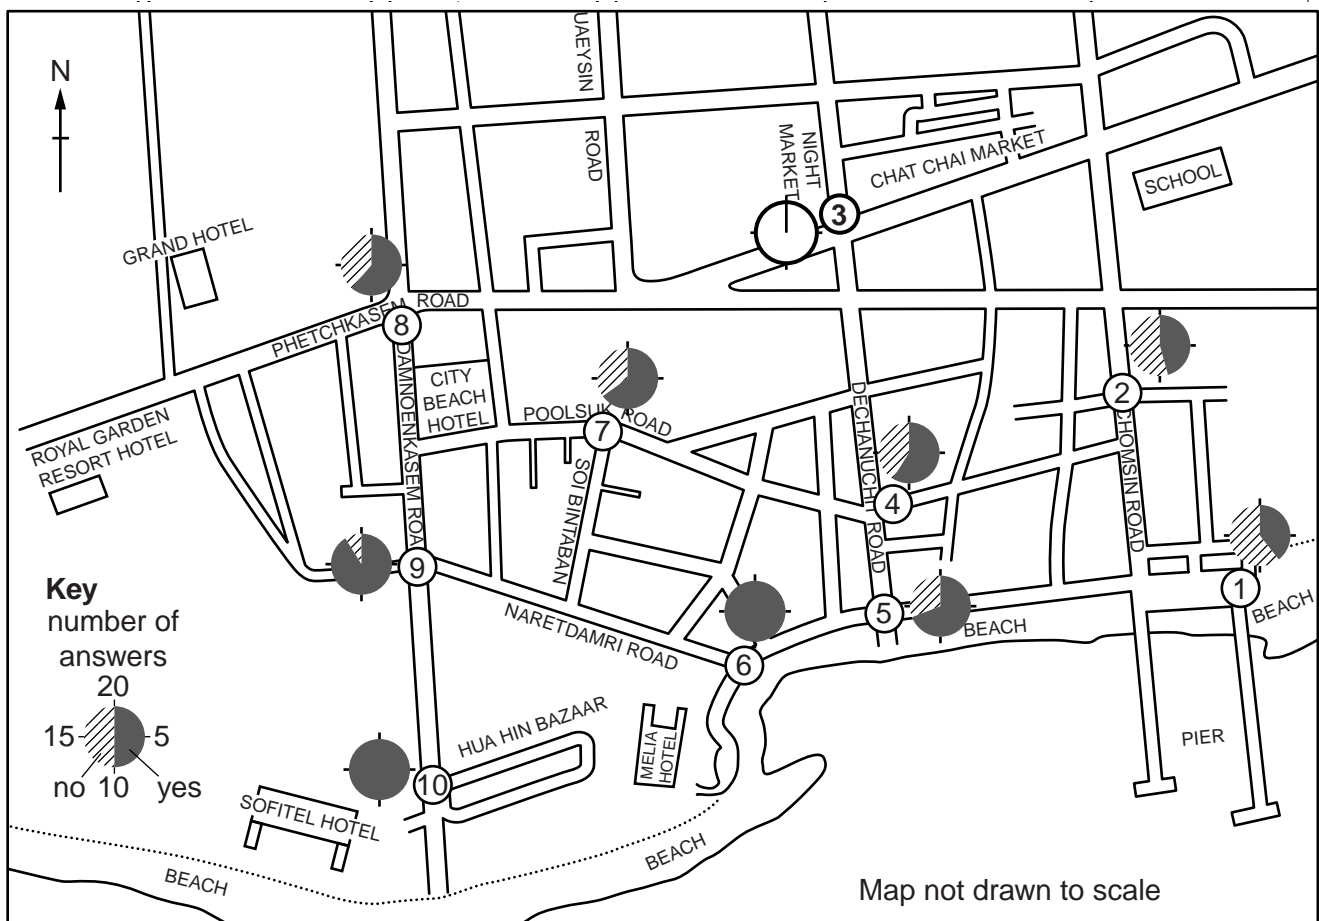 N
UAEYSIN
ROAD
NIGHT
MARKET
CHAT CHAI MARKET
SCHOOL
3
GRAND HOTEL
PHETCHKASEM ROAD
8
ROYAL GARDEN
RESORT HOTEL
DAMNOENKASEM ROAD
CITY
BEACH
HOTEL
POOLSUK ROAD
7
SOI BINTABAN
DECHANUCHIT ROAD
4
2
CHOMSIN ROAD
1
BEACH
9
NARETDAMRI ROAD
6
5
BEACH
Key
number of
answers
20
15
5
no 10 yes
HUA HIN BAZAAR
MELIA
HOTEL
PIER
10
SOFITEL HOTEL
BEACH
BEACH
Map not drawn to scale